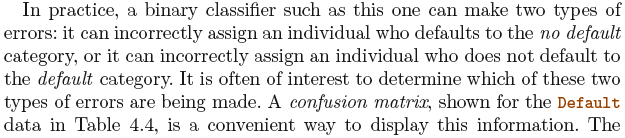 In practice, a binary classifier such as this one can make two types of
errors: it can incorrectly assign an individual who defaults to the no default
category, or it can incorrectly assign an individual who does not default to
the default category. It is often of interest to determine which of these two
types of errors are being made. A confusion matrix, shown for the Default
data in Table 4.4, is a convenient way to display this information. The